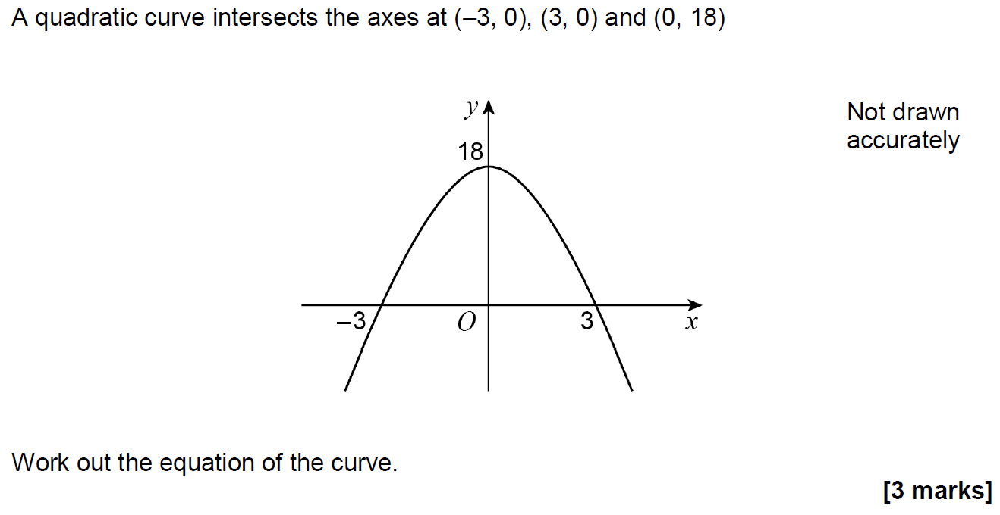 A quadratic curve intersects the axes at (–3, 0), (3, 0) and (0, 18)
y
Not drawn
accurately
18
–3
O
3
x
Work out the equation of the curve.
[3 marks]